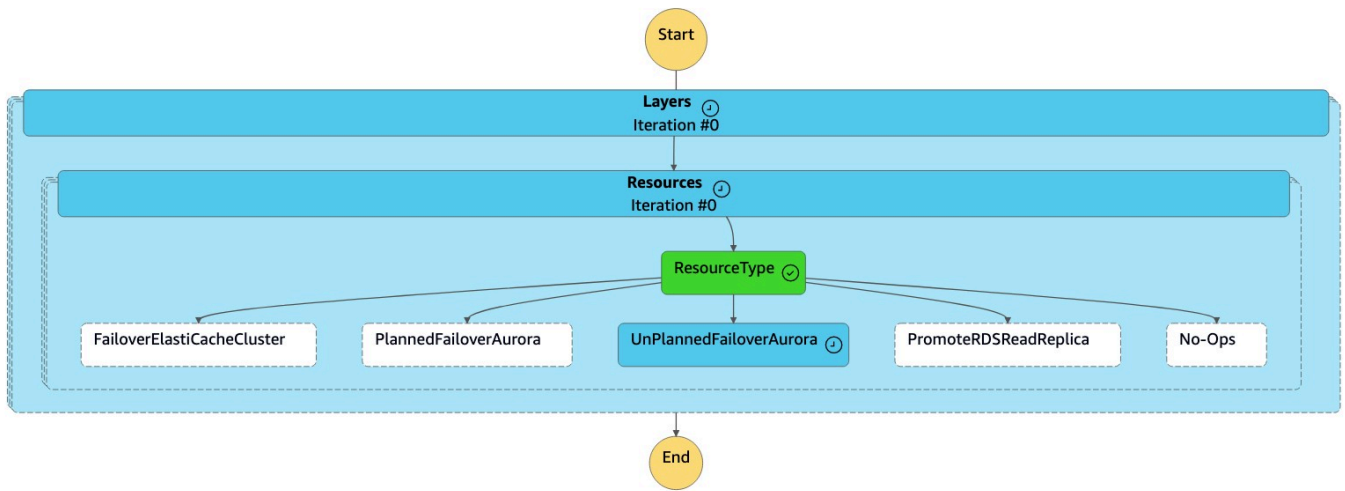 Start
Layers
Iteration #0
Resources
Iteration #0
ResourceType
FailoverElastiCacheCluster
PlannedFailoverAurora
UnPlannedFailoverAurora
PromoteRDSReadReplica
No-Ops
End